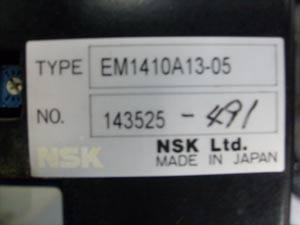 TYPE EM1410A13-05
NO. 143525 -491
NSK NSK Ltd.
MADE IN JAPAN